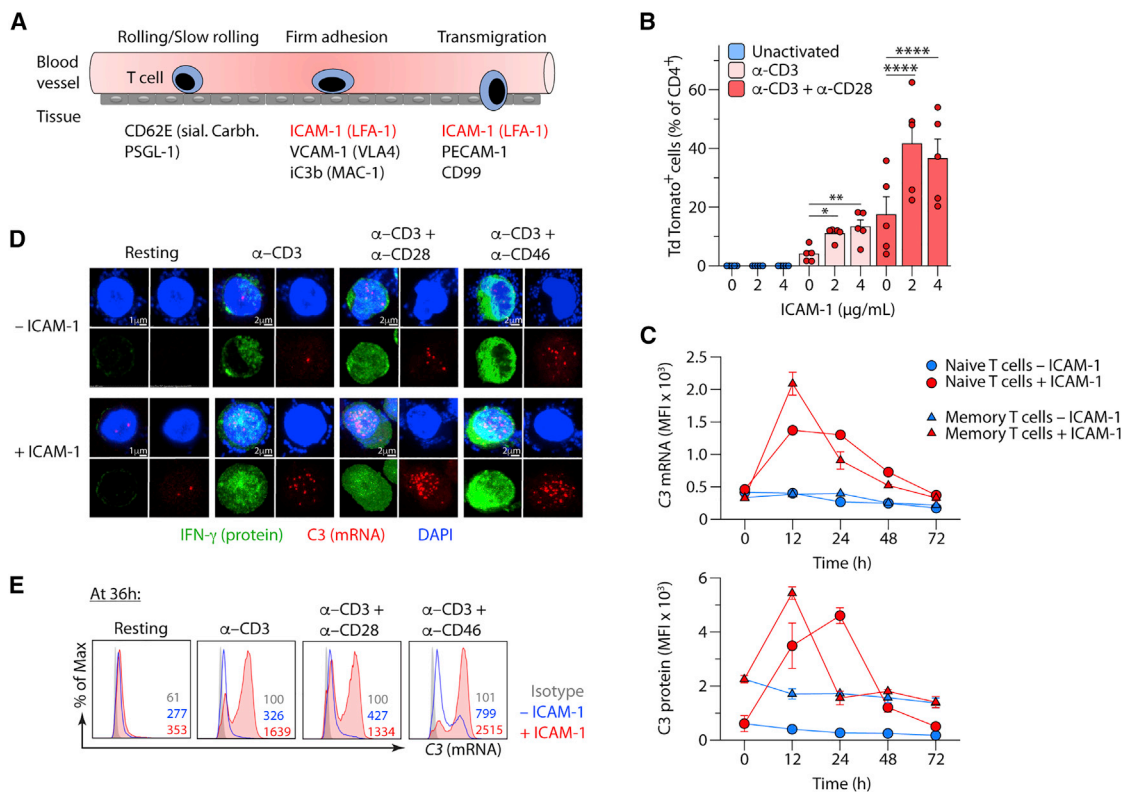 A
Rolling/Slow rolling
Firm adhesion
Transmigration
Blood
vessel
T cell
Tissue
CD62E (sial. Carbh.
PSGL-1)
ICAM-1 (LFA-1)
VCAM-1 (VLA4)
iC3b (MAC-1)
ICAM-1 (LFA-1)
PECAM-1
CD99
B
Unactivated
α-CD3
α-CD3 + α-CD28
****
****
**
*
Td Tomato+ cells (% of CD4+)
60
40
20
0
0 2 4 0 2 4 0 2 4
ICAM-1 (μg/mL)
C
Naive T cells – ICAM-1
Naive T cells + ICAM-1
Memory T cells – ICAM-1
Memory T cells + ICAM-1
C3 mRNA (MFI x 10³)
2.5
2.0
1.5
1.0
0.5
0
0 12 24 48 72
Time (h)
C3 protein (MFI x 10³)
6
4
2
0
0 12 24 48 72
Time (h)
D
Resting
α–CD3
α–CD3 +
α–CD28
α–CD3 +
α–CD46
– ICAM-1
1μm
2μm
2μm
2μm
+ ICAM-1
2μm
2μm
2μm
2μm
IFN-γ (protein)
C3 (mRNA)
DAPI
E
At 36h:
Resting
α–CD3
α–CD3 +
α–CD28
α–CD3 +
α–CD46
% of Max
61
277
353
100
326
1639
100
427
1334
101
799
2515
Isotype
– ICAM-1
+ ICAM-1
C3 (mRNA)